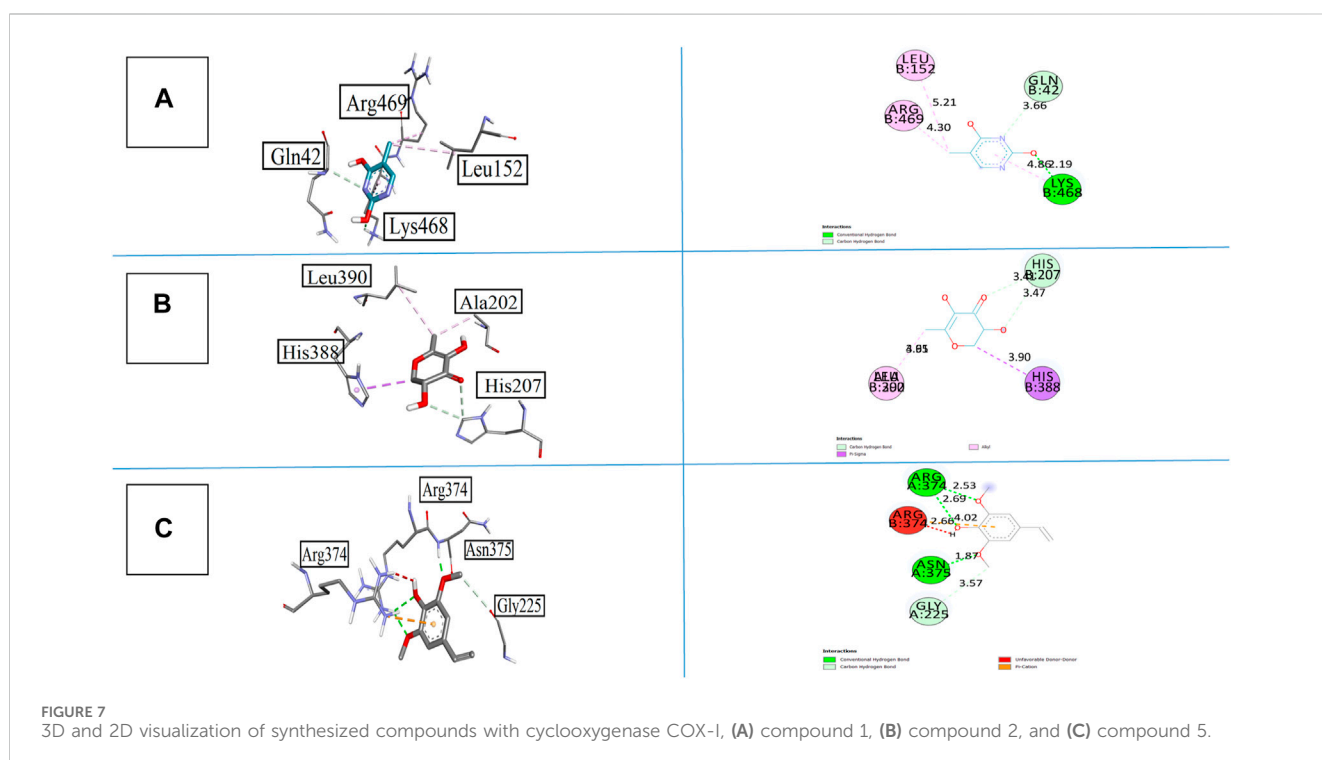 A
Arg469
Gln42
Leu152
Lys468
LEU
B:152
GLN
B:42
5.21
3.66
ARG
B:469
4.30
O
N
O
4.86
2.19
N
LYS
B:468
Interactions
Conventional Hydrogen Bond
Carbon Hydrogen Bond
B
Leu390
Ala202
His388
His207
HIS
B:207
3.47
O
O
O
O
3.90
HIS
B:388
Interactions
Carbon Hydrogen Bond
Pi-Sigma
Alkyl
C
Arg374
Arg374
Asn375
Gly225
ARG
A:374
2.53
2.69
O
ARG
B:374
2.66
4.02
O
H
1.87
O
ASN
A:375
3.57
GLY
A:225
Interactions
Conventional Hydrogen Bond
Carbon Hydrogen Bond
Unfavorable Donor-Donor
Pi-Cation
FIGURE 7
3D and 2D visualization of synthesized compounds with cyclooxygenase COX-I, (A) compound 1, (B) compound 2, and (C) compound 5.